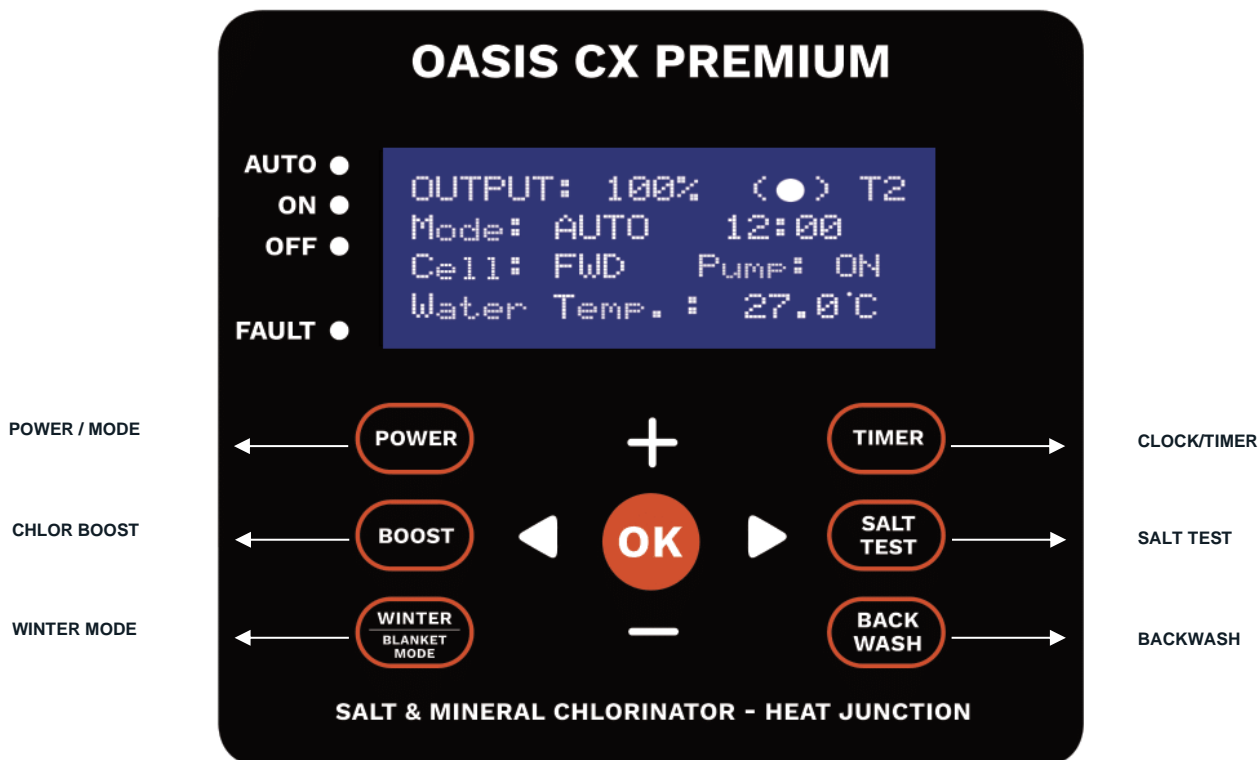 OASIS CX PREMIUM
AUTO
ON
OFF
FAULT
OUTPUT: 100% (●) T2
Mode: AUTO 12:00
Cell: FWD Pump: ON
Water Temp.: 27.0°C
POWER / MODE
POWER
+
TIMER
CLOCK/TIMER
CHLOR BOOST
BOOST
OK
SALT
TEST
SALT TEST
WINTER MODE
WINTER
BLANKET
MODE
−
BACK
WASH
BACKWASH
SALT & MINERAL CHLORINATOR - HEAT JUNCTION